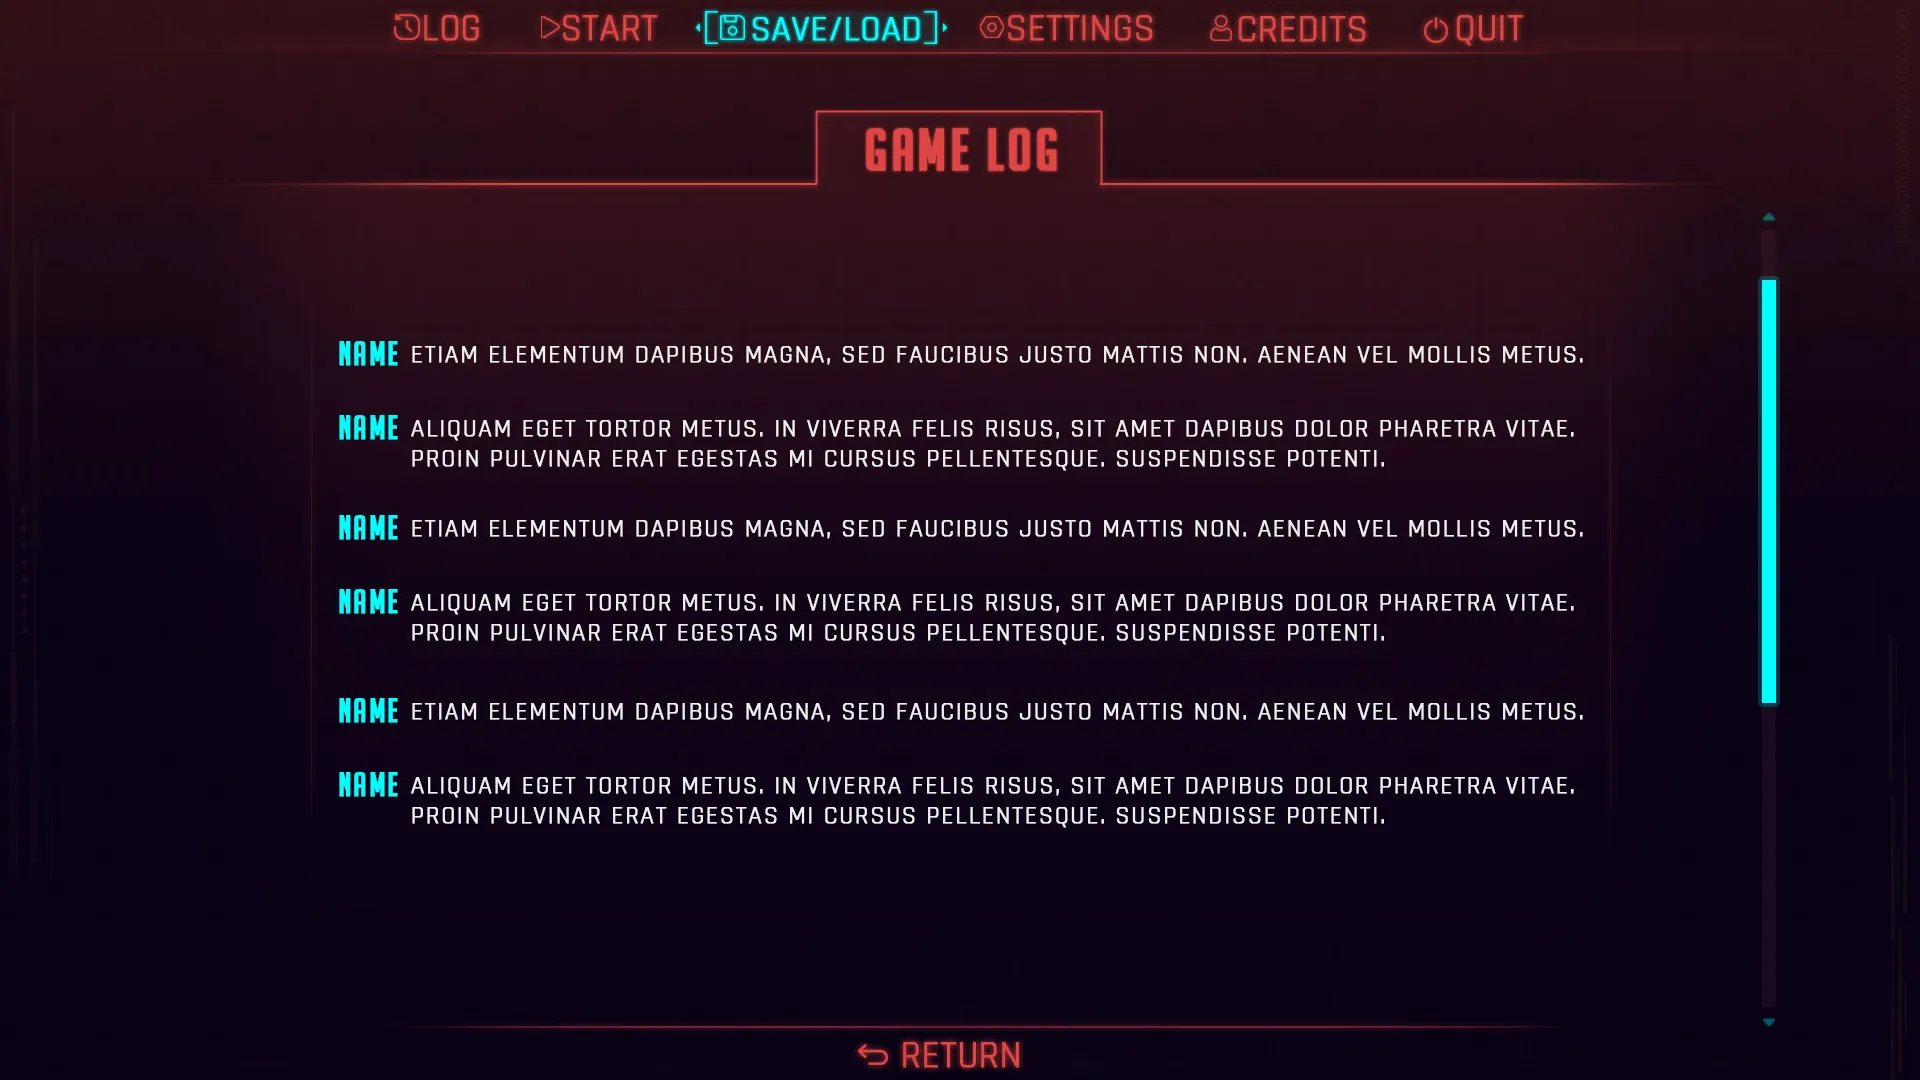 LOG START SAVE/LOAD SETTINGS CREDITS QUIT
GAME LOG
NAME ETIAM ELEMENTUM DAPIBUS MAGNA, SED FAUCIBUS JUSTO MATTIS NON. AENEAN VEL MOLLIS METUS.
NAME ALIQUAM EGET TORTOR METUS. IN VIVERRA FELIS RISUS, SIT AMET DAPIBUS DOLOR PHARETRA VITAE.
PROIN PULVINAR ERAT EGESTAS MI CURSUS PELLENTESQUE. SUSPENDISSE POTENTI.
NAME ETIAM ELEMENTUM DAPIBUS MAGNA, SED FAUCIBUS JUSTO MATTIS NON. AENEAN VEL MOLLIS METUS.
NAME ALIQUAM EGET TORTOR METUS. IN VIVERRA FELIS RISUS, SIT AMET DAPIBUS DOLOR PHARETRA VITAE.
PROIN PULVINAR ERAT EGESTAS MI CURSUS PELLENTESQUE. SUSPENDISSE POTENTI.
NAME ETIAM ELEMENTUM DAPIBUS MAGNA, SED FAUCIBUS JUSTO MATTIS NON. AENEAN VEL MOLLIS METUS.
NAME ALIQUAM EGET TORTOR METUS. IN VIVERRA FELIS RISUS, SIT AMET DAPIBUS DOLOR PHARETRA VITAE.
PROIN PULVINAR ERAT EGESTAS MI CURSUS PELLENTESQUE. SUSPENDISSE POTENTI.
RETURN